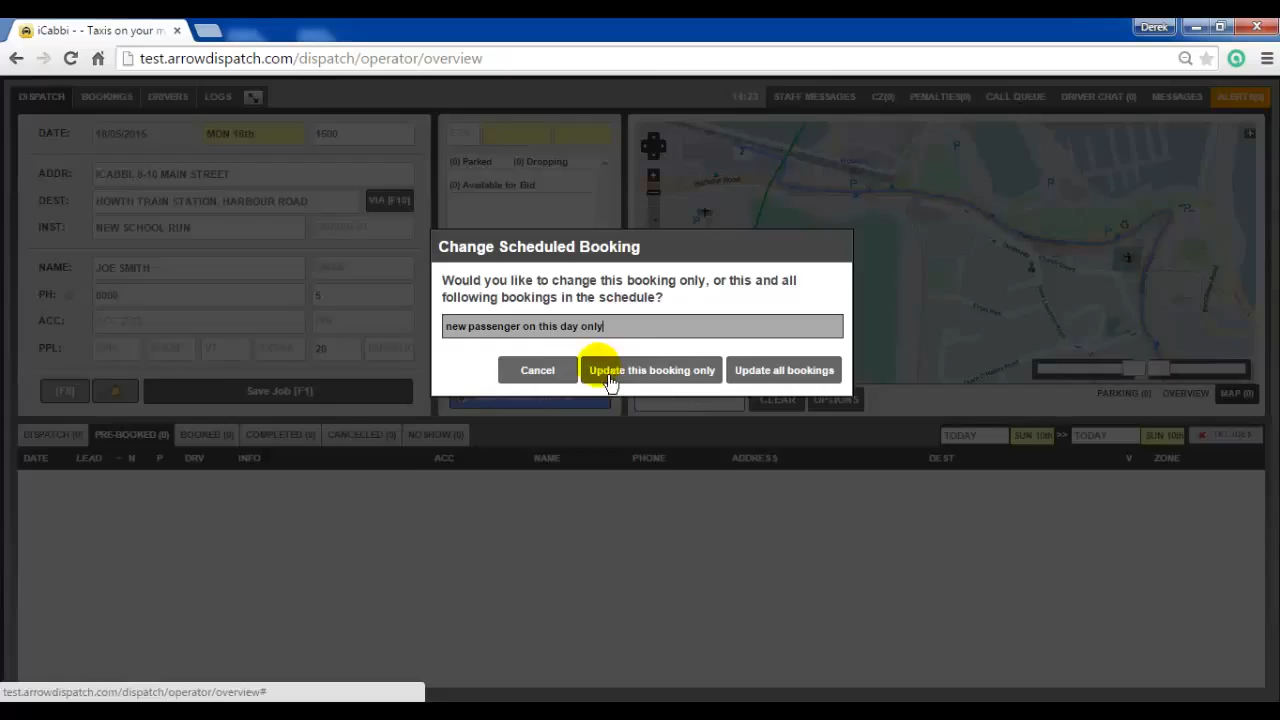 iCabbi - - Taxis on your m
Derek
test.arrowdispatch.com/dispatch/operator/overview
DISPATCH BOOKINGS DRIVERS LOGS 14:23 STAFF MESSAGES CZ(0) PENALTIES(0) CALL QUEUE DRIVER CHAT (0) MESSAGES ALERTS(0)
DATE: 18/05/2015 MON 18th 1500
(0) Parked (0) Dropping
ADDR: ICABBI, 8-10 MAIN STREET
(0) Available for Bid
DEST: HOWTH TRAIN STATION, HARBOUR ROAD VIA [F10]
INST: NEW SCHOOL RUN
NAME: JOE SMITH
PH: 8000 5
ACC:
PPL: 20
[F8] Save Job [F1]
Change Scheduled Booking
Would you like to change this booking only, or this and all
following bookings in the schedule?
new passenger on this day only
Cancel Update this booking only Update all bookings
CLEAR OPTIONS
PARKING (0) OVERVIEW MAP (0)
DISPATCH (0) PRE-BOOKED (0) BOOKED (0) COMPLETED (0) CANCELLED (0) NO SHOW (0) TODAY SUN 10th >> TODAY SUN 10th
DATE LEAD N P DRV INFO ACC NAME PHONE ADDRESS DEST V ZONE
test.arrowdispatch.com/dispatch/operator/overview#